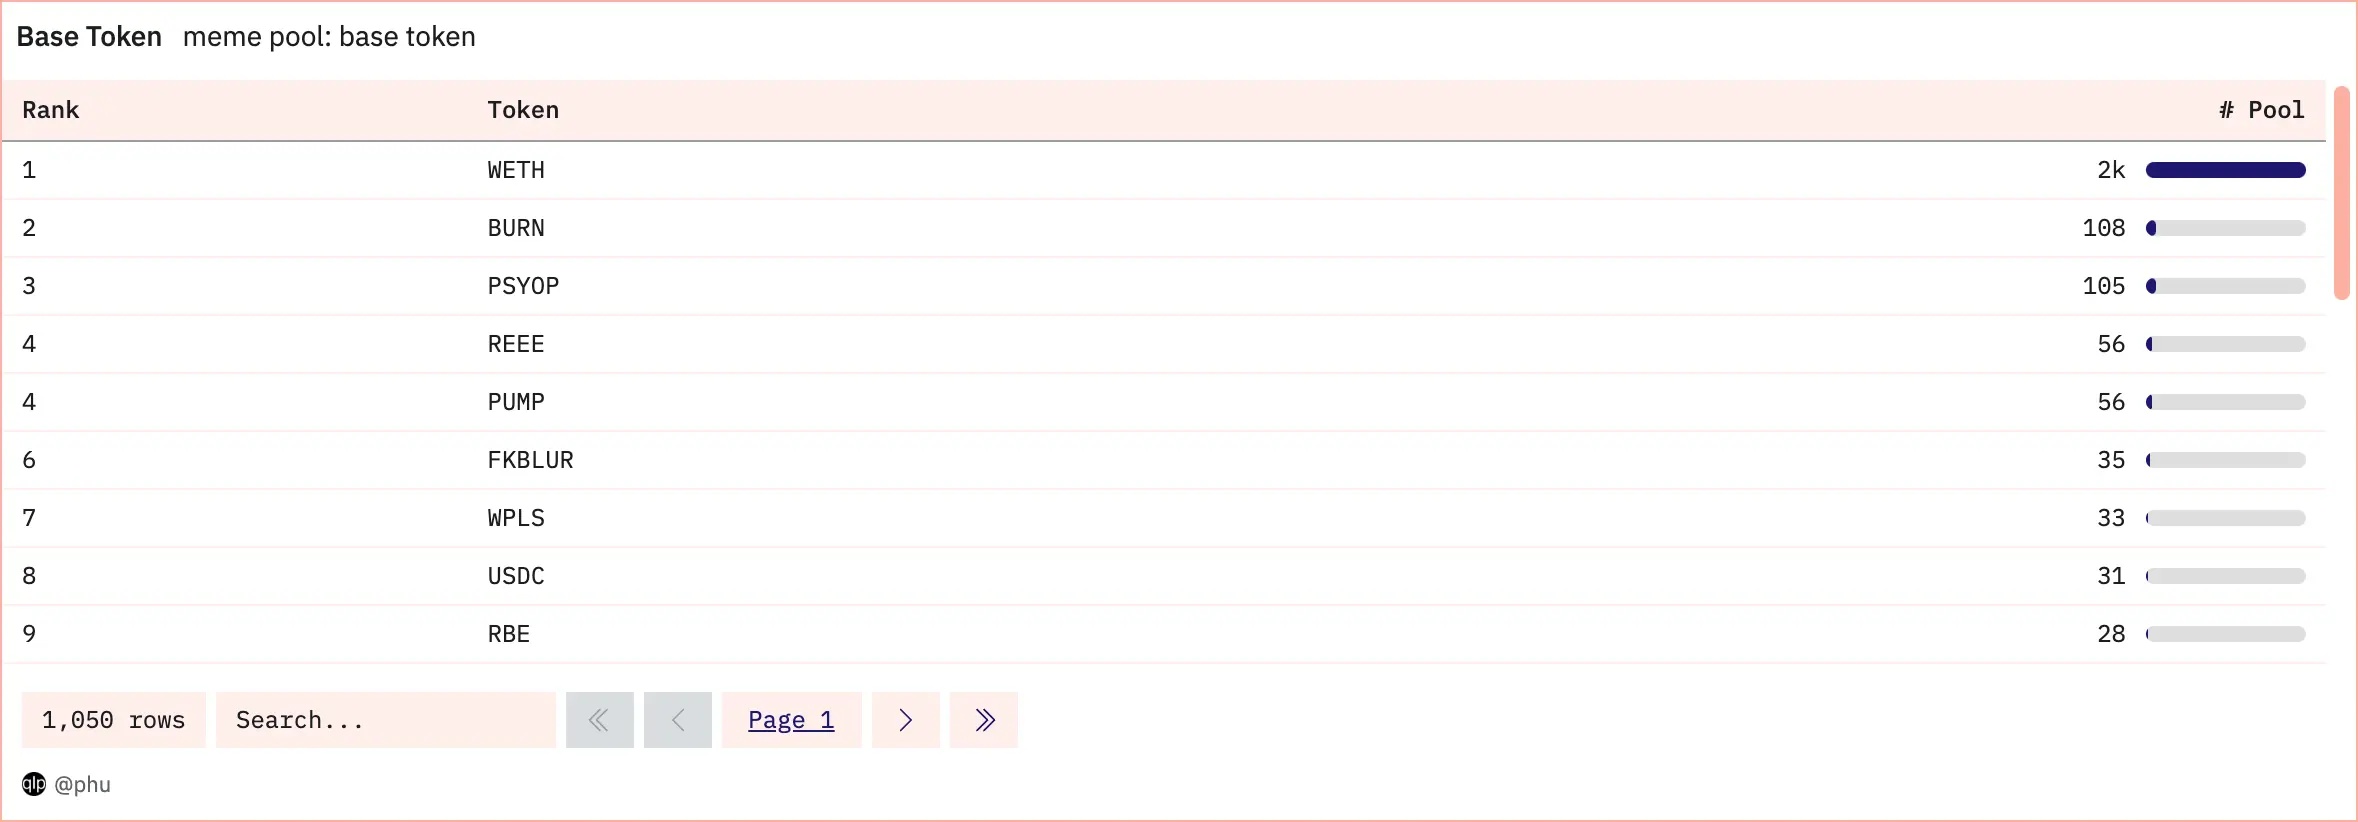 Base Token meme pool: base token
Rank Token # Pool
1 WETH 2k
2 BURN 108
3 PSYOP 105
4 REEE 56
4 PUMP 56
6 FKBLUR 35
7 WPLS 33
8 USDC 31
9 RBE 28
1,050 rows Search... Page 1
qlp @phu